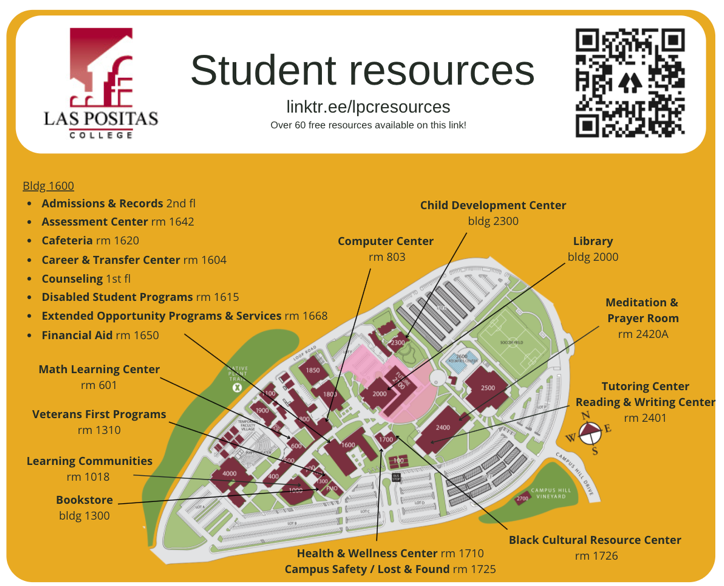 LAS POSITAS
COLLEGE
Student resources
linktr.ee/lpcresources
Over 60 free resources available on this link!
Bldg 1600
• Admissions & Records 2nd fl
• Assessment Center rm 1642
• Cafeteria rm 1620
• Career & Transfer Center rm 1604
• Counseling 1st fl
• Disabled Student Programs rm 1615
• Extended Opportunity Programs & Services rm 1668
• Financial Aid rm 1650
Math Learning Center
rm 601
Veterans First Programs
rm 1310
Learning Communities
rm 1018
Bookstore
bldg 1300
Computer Center
rm 803
Child Development Center
bldg 2300
Library
bldg 2000
Meditation &
Prayer Room
rm 2420A
Tutoring Center
Reading & Writing Center
rm 2401
Black Cultural Resource Center
rm 1726
Health & Wellness Center rm 1710
Campus Safety / Lost & Found rm 1725
N
W
E
S
CAMPUS HILL DRIVE
CAMPUS HILL
VINEYARD
LOOP ROAD
SOCCER FIELD
2300
1850
2000
2500
2400
1700
1600
4000
400